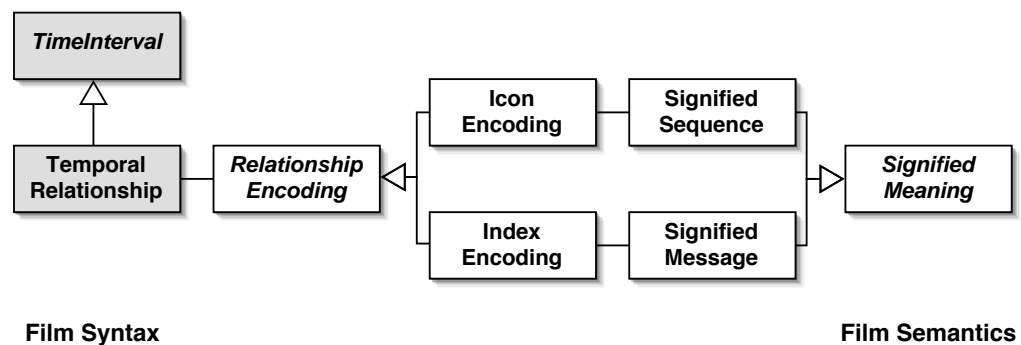 TimeInterval
Temporal
Relationship
Relationship
Encoding
Icon
Encoding
Signified
Sequence
Index
Encoding
Signified
Message
Signified
Meaning
Film Syntax
Film Semantics